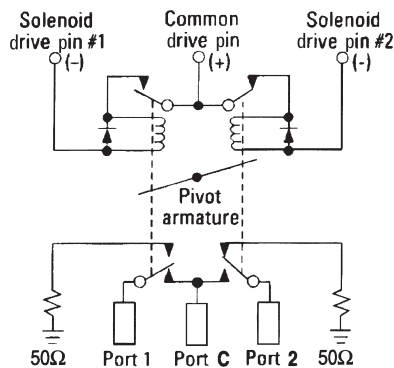 Solenoid
drive pin #1
(-)
Common
drive pin
(+)
Solenoid
drive pin #2
(-)
Pivot
armature
50Ω
Port 1
Port C
Port 2
50Ω